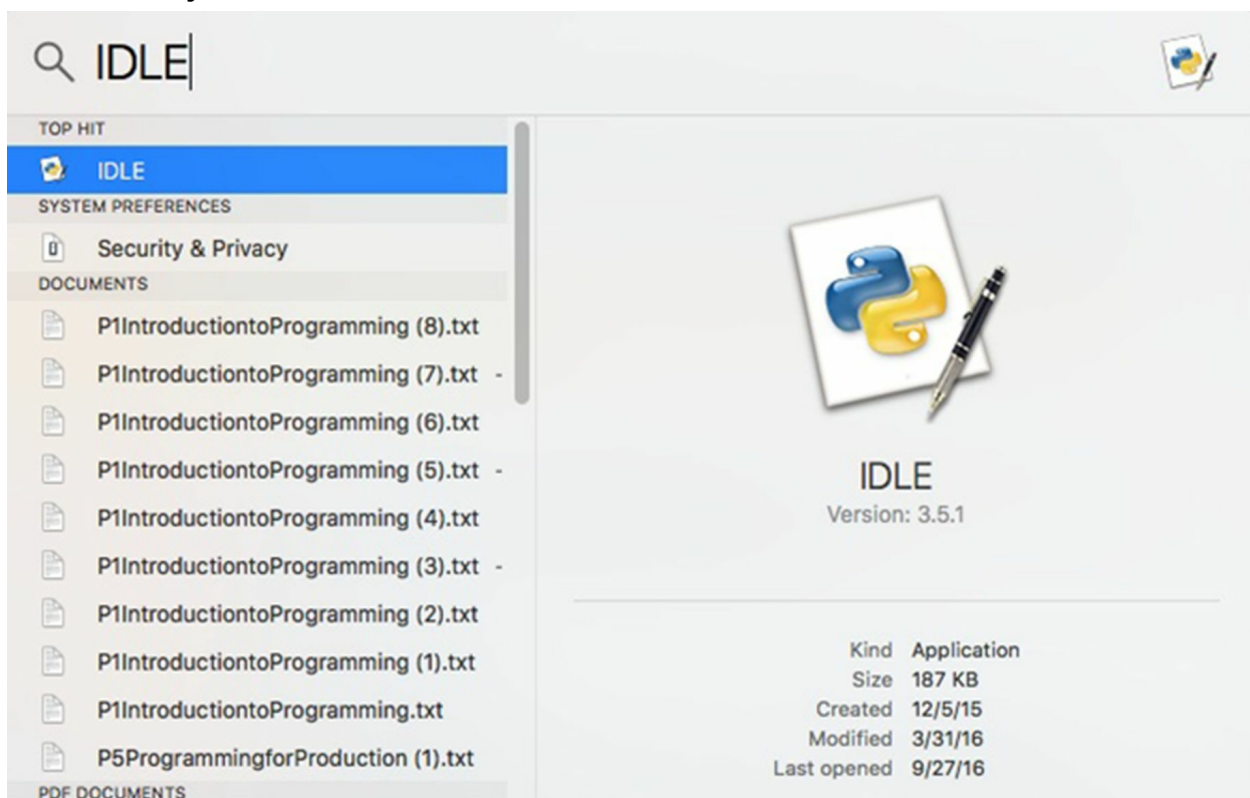 IDLE
TOP HIT
IDLE
SYSTEM PREFERENCES
Security & Privacy
DOCUMENTS
P1IntroductiontoProgramming (8).txt
P1IntroductiontoProgramming (7).txt -
P1IntroductiontoProgramming (6).txt
P1IntroductiontoProgramming (5).txt -
P1IntroductiontoProgramming (4).txt
P1IntroductiontoProgramming (3).txt -
P1IntroductiontoProgramming (2).txt
P1IntroductiontoProgramming (1).txt
P1IntroductiontoProgramming.txt
P5ProgrammingforProduction (1).txt
PDF DOCUMENTS
IDLE
Version: 3.5.1
Kind Application
Size 187 KB
Created 12/5/15
Modified 3/31/16
Last opened 9/27/16